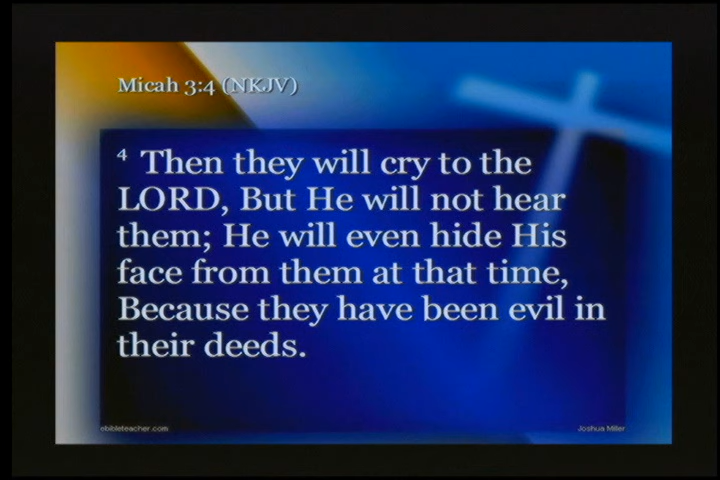 Micah 3:4 (NKJV)
4 Then they will cry to the
LORD, But He will not hear
them; He will even hide His
face from them at that time,
Because they have been evil in
their deeds.
ebibleteacher.com
Joshua Miller